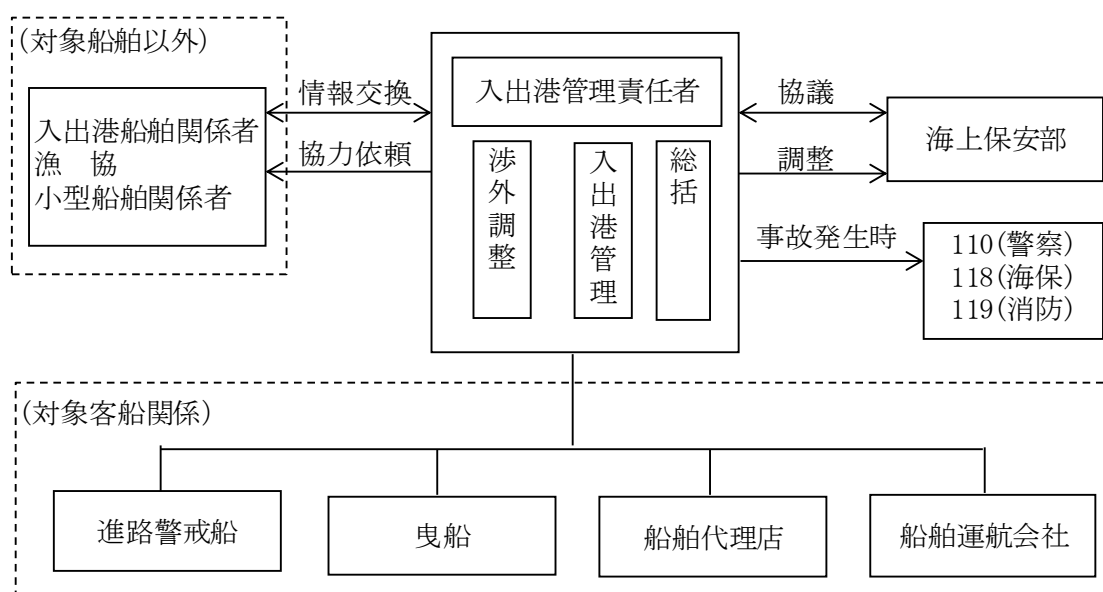 (対象船舶以外)
入出港船舶関係者
漁 協
小型船舶関係者
情報交換
協力依頼
入出港管理責任者
渉外調整
入出港管理
総括
協議
調整
海上保安部
事故発生時
110(警察)
118(海保)
119(消防)
(対象客船関係)
進路警戒船
曳船
船舶代理店
船舶運航会社